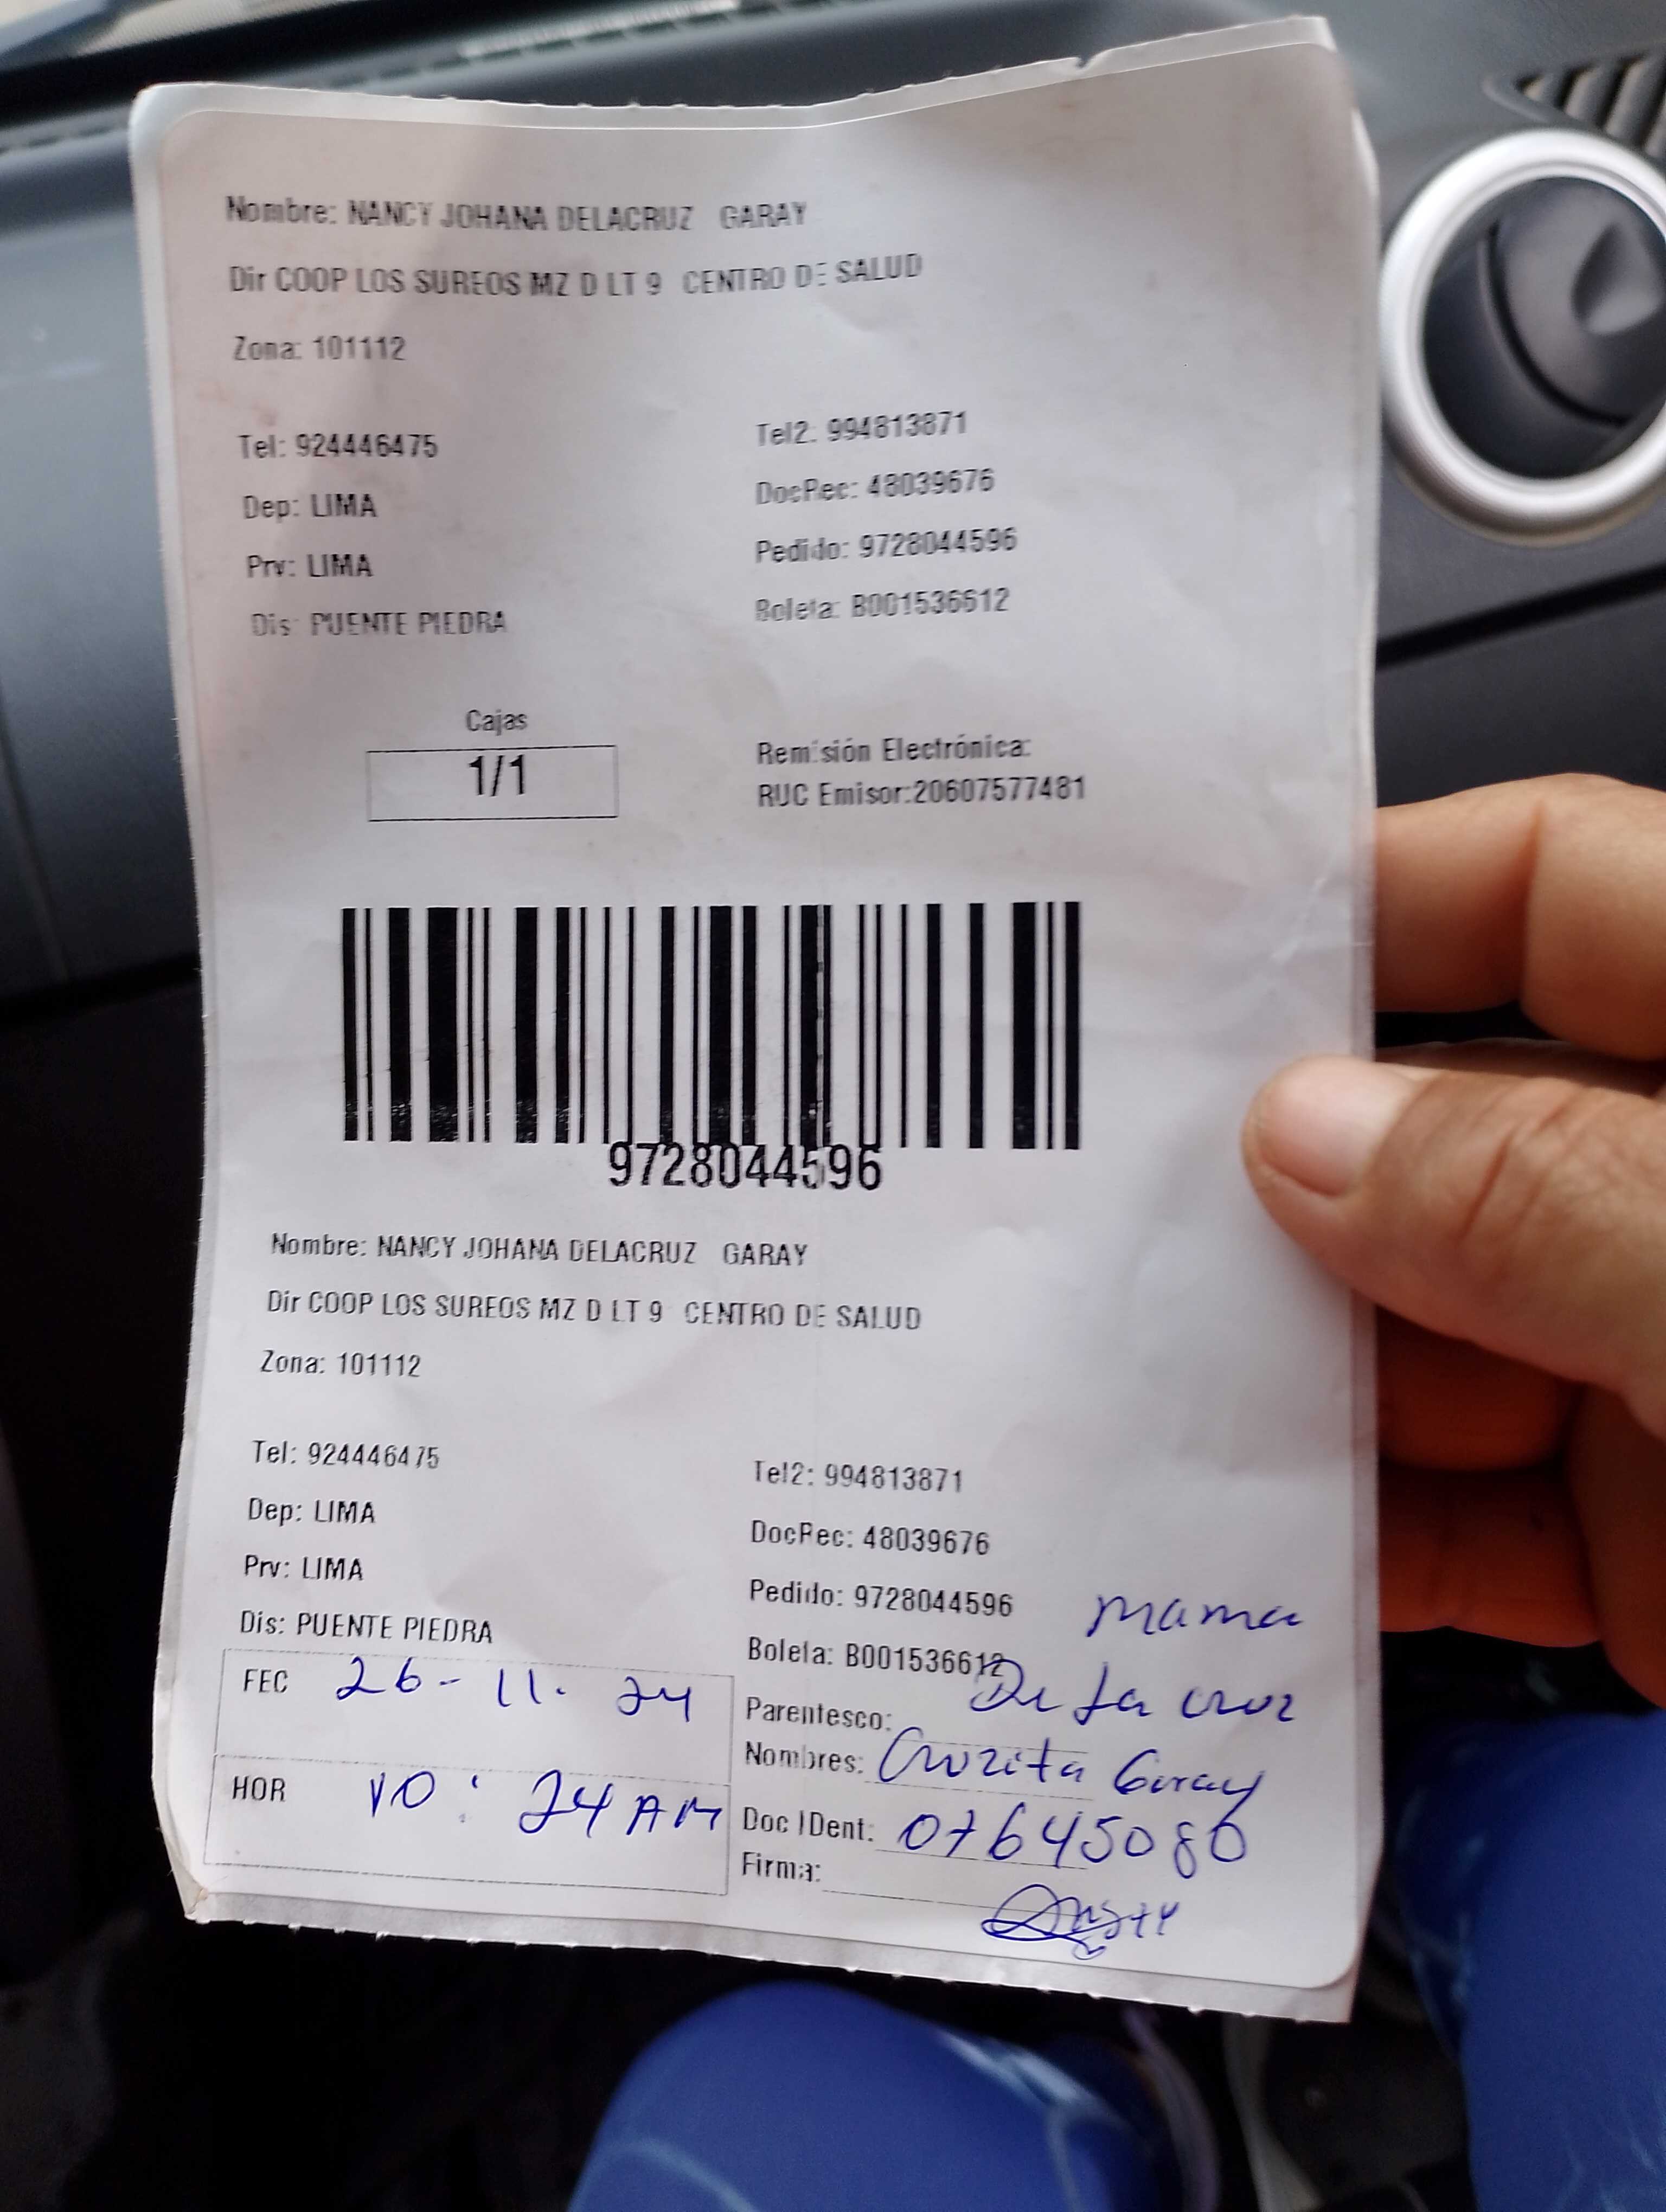 Nombre: NANCY JOHANA DELACRUZ GARAY
Dir COOP LOS SUREOS MZ D LT 9 CENTRO DE SALUD
Zona: 101112
Tel: 924446475 Tel2: 994813871
Dep: LIMA DocRec: 48039676
Prv: LIMA Pedido: 9728044596
Dis: PUENTE PIEDRA Boleta: B001536612
Cajas
1/1
Remisión Electrónica:
RUC Emisor:20607577481
9728044596
Nombre: NANCY JOHANA DELACRUZ GARAY
Dir COOP LOS SUREOS MZ D LT 9 CENTRO DE SALUD
Zona: 101112
Tel: 924446475 Tel2: 994813871
Dep: LIMA DocRec: 48039676
Prv: LIMA Pedido: 9728044596 mama
Dis: PUENTE PIEDRA Boleta: B001536612
FEC 26-11.24 Parentesco: De La cruz
Nombres: Cruzita Garay
HOR 10:24 AM Doc IDent: 07645080
Firma: